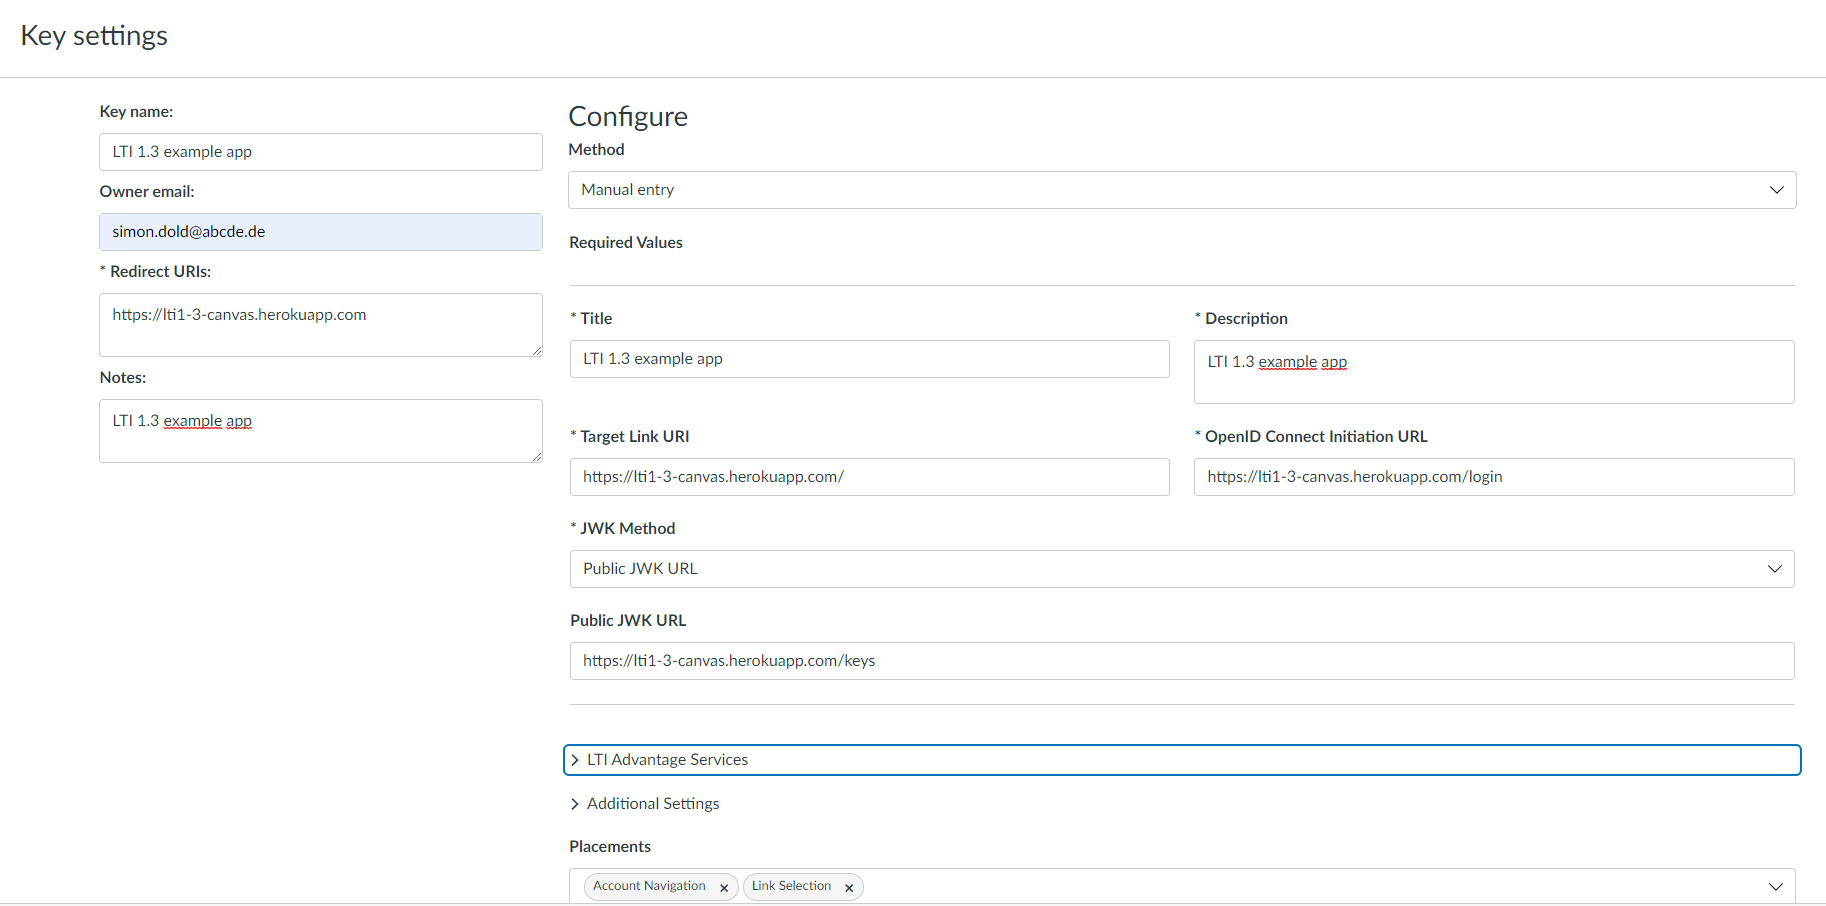 Key settings
Key name:
LTI 1.3 example app
Owner email:
simon.dold@abcde.de
* Redirect URIs:
https://lti1-3-canvas.herokuapp.com
Notes:
LTI 1.3 example app
Configure
Method
Manual entry
Required Values
* Title
LTI 1.3 example app
* Description
LTI 1.3 example app
* Target Link URI
https://lti1-3-canvas.herokuapp.com/
* OpenID Connect Initiation URL
https://lti1-3-canvas.herokuapp.com/login
* JWK Method
Public JWK URL
Public JWK URL
https://lti1-3-canvas.herokuapp.com/keys
LTI Advantage Services
Additional Settings
Placements
Account Navigation
Link Selection